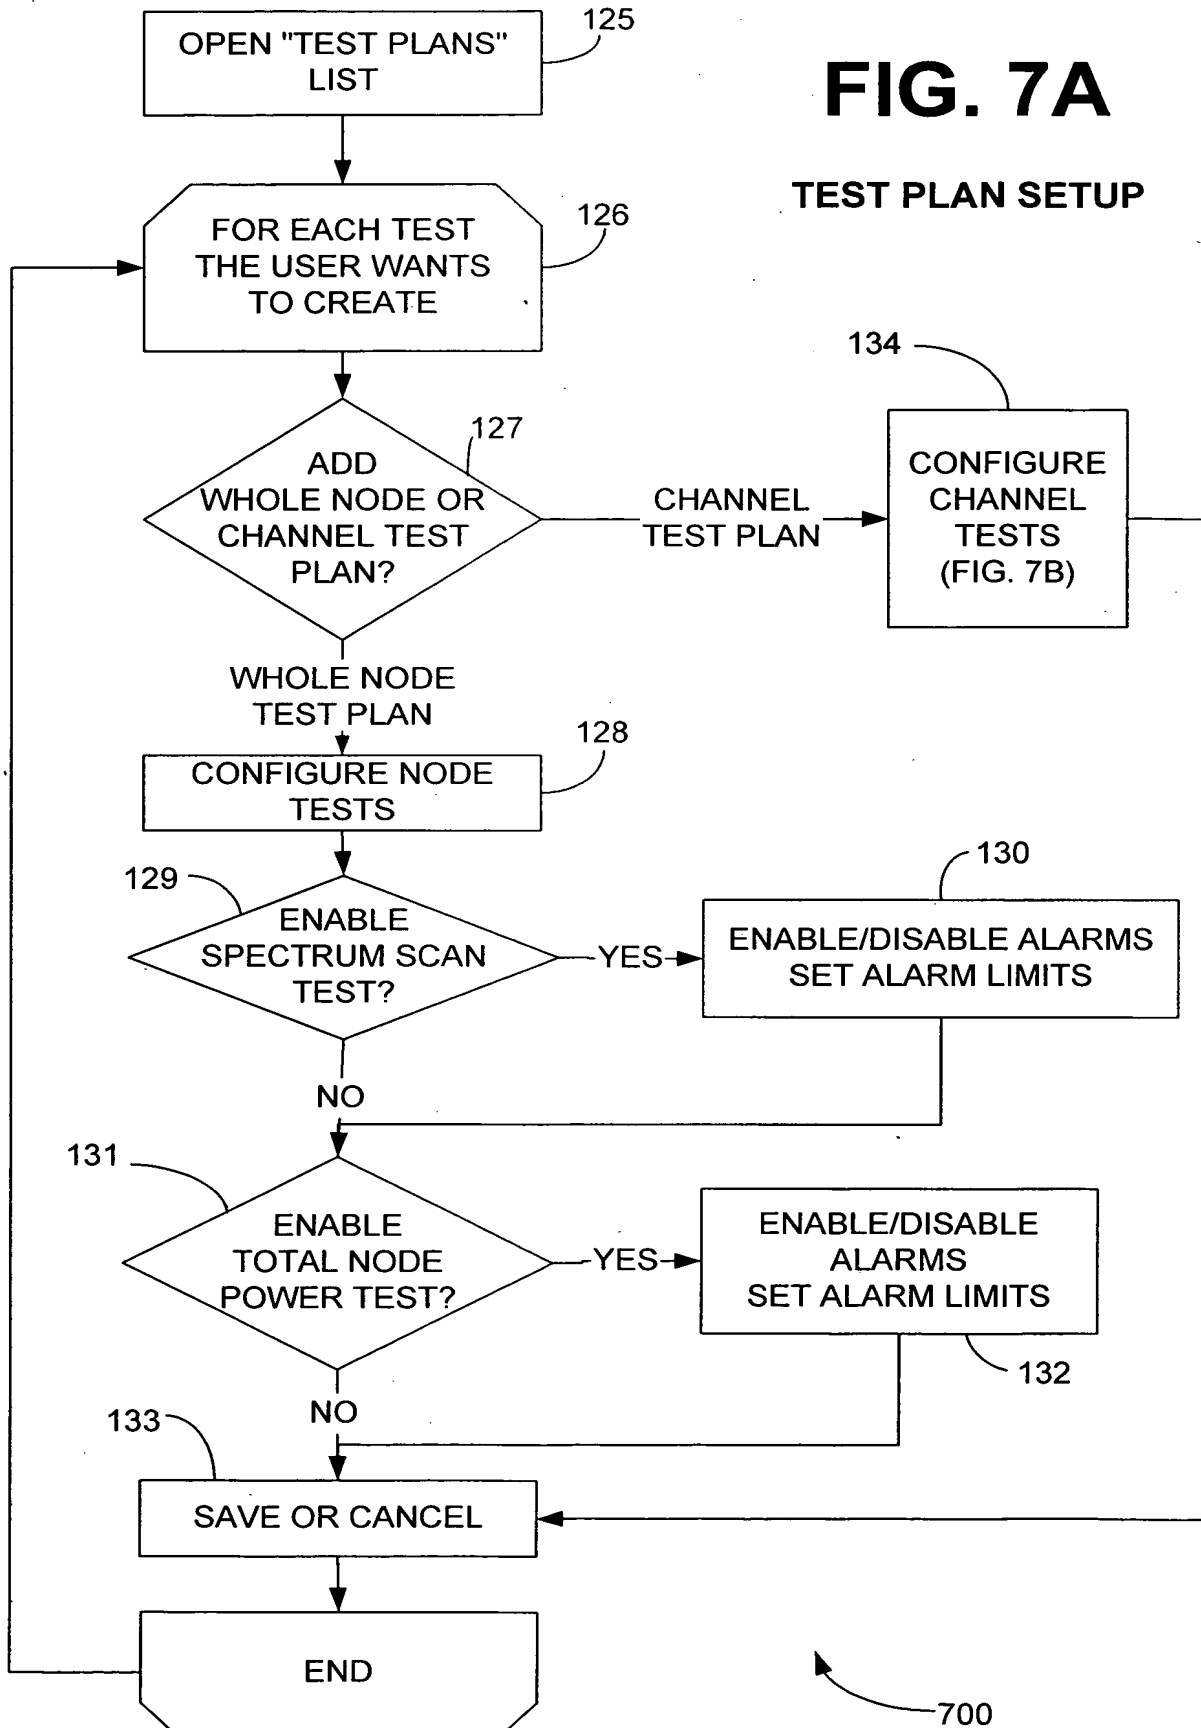 125
OPEN "TEST PLANS"
LIST
FIG. 7A
TEST PLAN SETUP
126
FOR EACH TEST
THE USER WANTS
TO CREATE
134
127
ADD
WHOLE NODE OR
CHANNEL TEST
PLAN?
CHANNEL
TEST PLAN
CONFIGURE
CHANNEL
TESTS
(FIG. 7B)
WHOLE NODE
TEST PLAN
128
CONFIGURE NODE
TESTS
129
ENABLE
SPECTRUM SCAN
TEST?
YES
130
ENABLE/DISABLE ALARMS
SET ALARM LIMITS
NO
131
ENABLE
TOTAL NODE
POWER TEST?
YES
ENABLE/DISABLE
ALARMS
SET ALARM LIMITS
132
NO
133
SAVE OR CANCEL
END
700